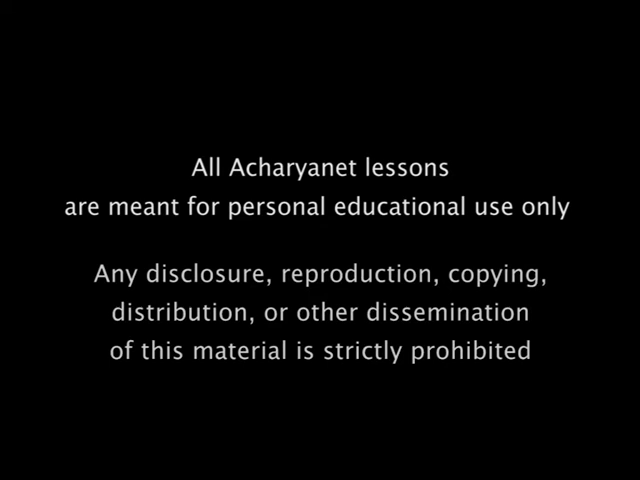 All Acharyanet lessons
are meant for personal educational use only
Any disclosure, reproduction, copying,
distribution, or other dissemination
of this material is strictly prohibited